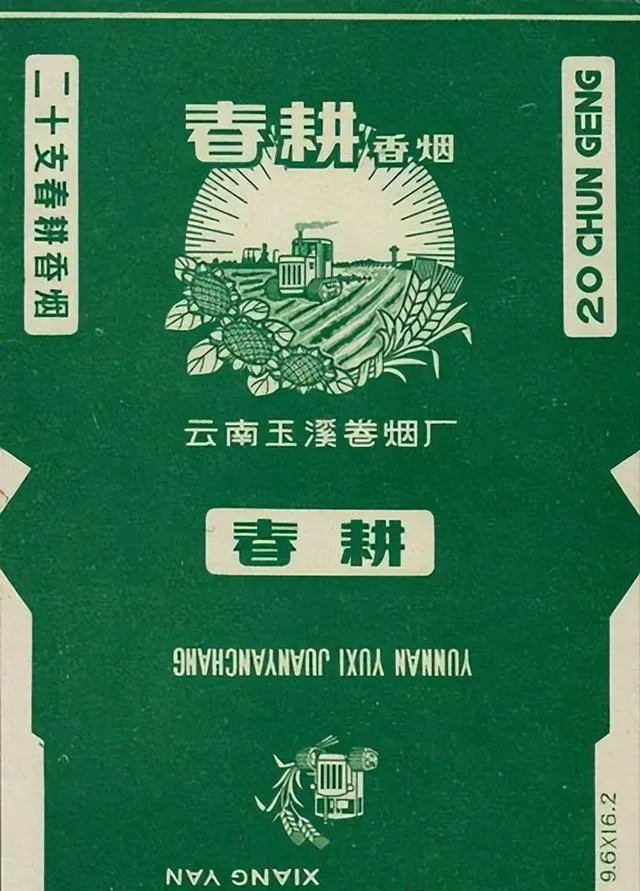 二十支春耕香烟
春耕香烟
20 CHUN GENG
云南玉溪卷烟厂
春耕
YUNNAN YUXI JUANYANCHANG
XIANG YAN
9.6X16.2